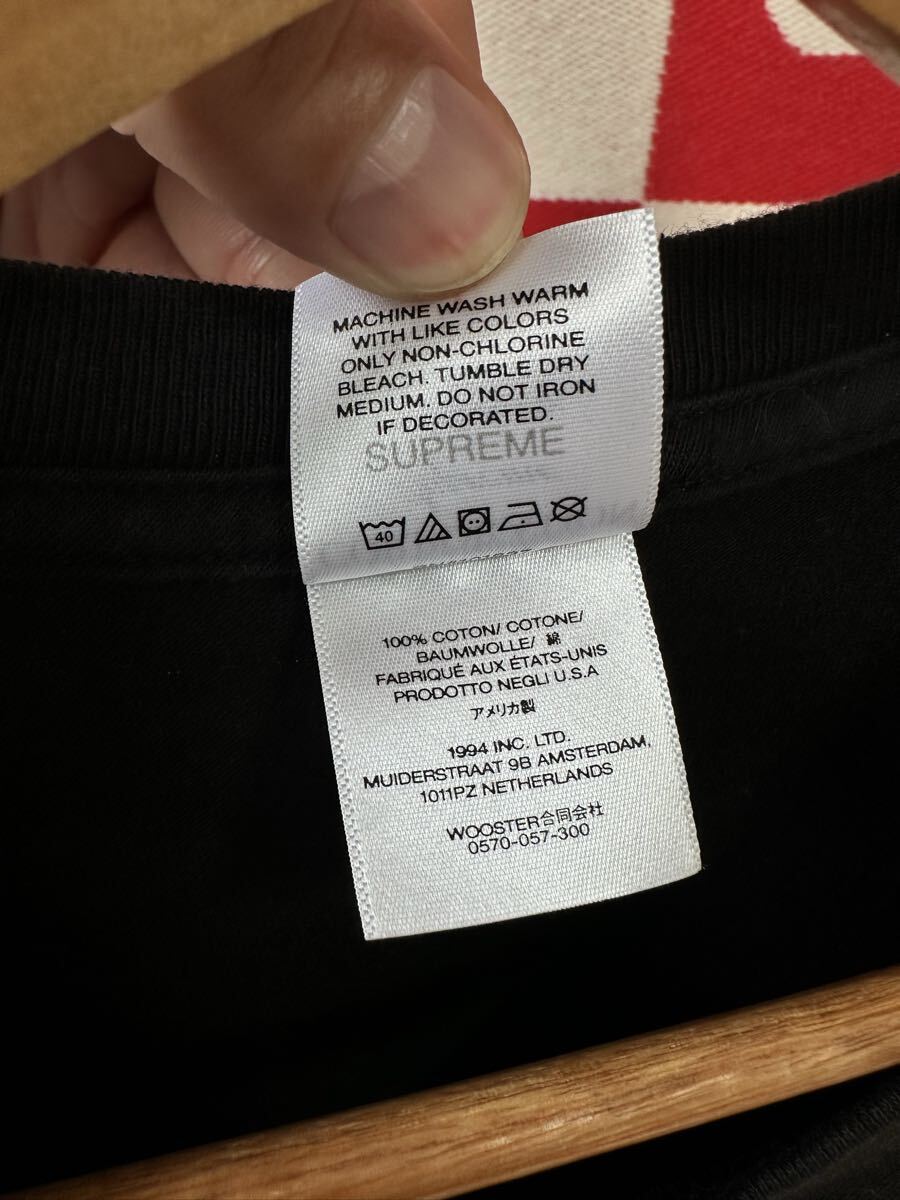 MACHINE WASH WARM
WITH LIKE COLORS
ONLY NON-CHLORINE
BLEACH. TUMBLE DRY
MEDIUM. DO NOT IRON
IF DECORATED.
SUPREME
40
100% COTON/ COTONE/
BAUMWOLLE/ 綿
FABRIQUÉ AUX ÉTATS-UNIS
PRODOTTO NEGLI U.S.A
アメリカ製
1994 INC. LTD.
MUIDERSTRAAT 9B AMSTERDAM,
1011PZ NETHERLANDS
WOOSTER合同会社
0570-057-300